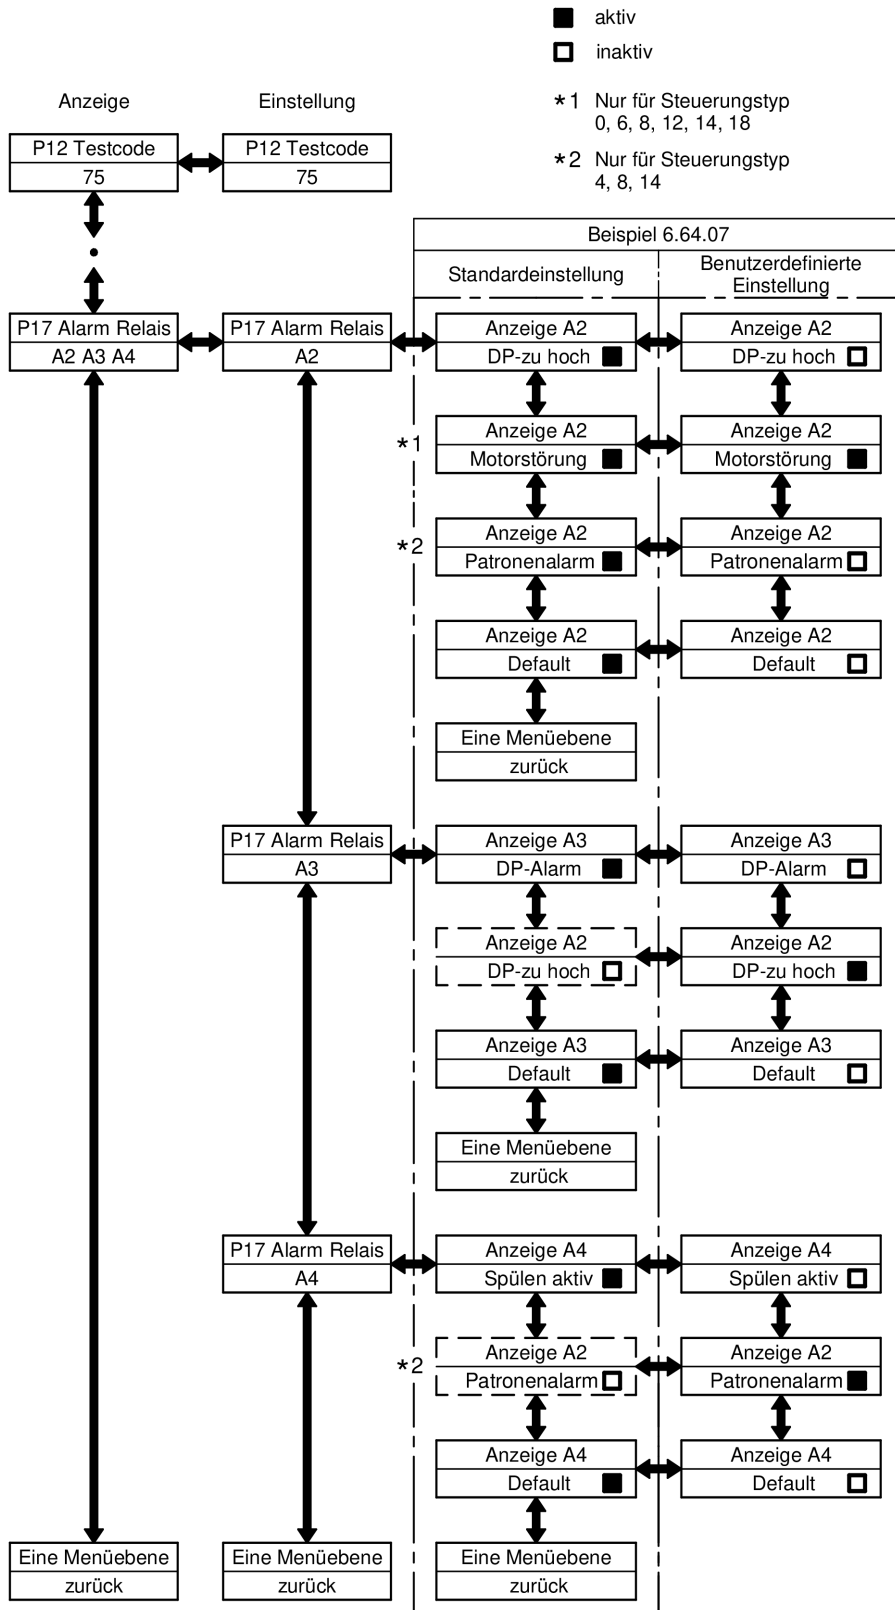 aktiv
inaktiv
*1 Nur für Steuerungstyp
0, 6, 8, 12, 14, 18
*2 Nur für Steuerungstyp
4, 8, 14
Anzeige
Einstellung
P12 Testcode
75
P12 Testcode
75
Beispiel 6.64.07
Standardeinstellung
Benutzerdefinierte
Einstellung
P17 Alarm Relais
A2 A3 A4
P17 Alarm Relais
A2
Anzeige A2
DP-zu hoch
Anzeige A2
DP-zu hoch
*1
Anzeige A2
Motorstörung
Anzeige A2
Motorstörung
*2
Anzeige A2
Patronenalarm
Anzeige A2
Patronenalarm
Anzeige A2
Default
Anzeige A2
Default
Eine Menüebene
zurück
P17 Alarm Relais
A3
Anzeige A3
DP-Alarm
Anzeige A3
DP-Alarm
Anzeige A2
DP-zu hoch
Anzeige A2
DP-zu hoch
Anzeige A3
Default
Anzeige A3
Default
Eine Menüebene
zurück
P17 Alarm Relais
A4
Anzeige A4
Spülen aktiv
Anzeige A4
Spülen aktiv
*2
Anzeige A2
Patronenalarm
Anzeige A2
Patronenalarm
Anzeige A4
Default
Anzeige A4
Default
Eine Menüebene
zurück
Eine Menüebene
zurück
Eine Menüebene
zurück